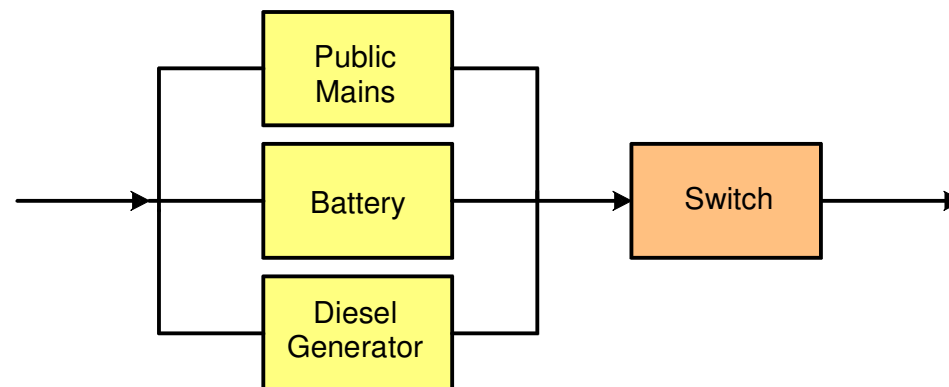 Public
Mains
Battery
Switch
Diesel
Generator